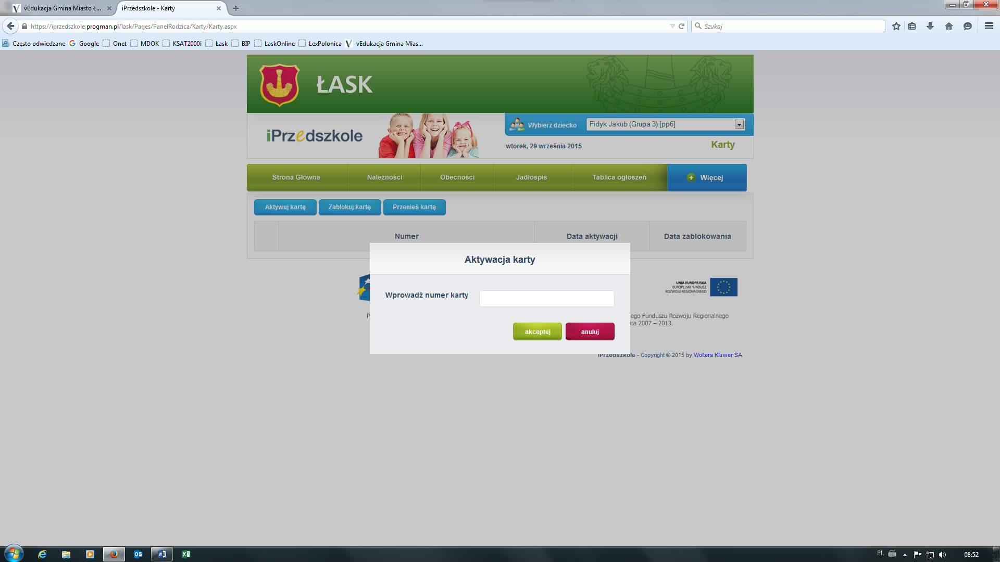 vEdukacja Gmina Miasto Ł...
iPrzedszkole - Karty
https://iprzedszkole.progman.pl/lask/Pages/PanelRodzica/Karty/Karty.aspx
Szukaj
Często odwiedzane Google Onet MDOK KSAT2000i Łask BIP LaskOnline LexPolonica vEdukacja Gmina Mias...
ŁASK
iPrzedszkole
Wybierz dziecko
Fidyk Jakub (Grupa 3) [pp6]
wtorek, 29 września 2015
Karty
Strona Główna Należności Obecności Jadłospis Tablica ogłoszeń Więcej
Aktywuj kartę Zablokuj kartę Przenieś kartę
Numer Data aktywacji Data zablokowania
Aktywacja karty
Wprowadź numer karty
akceptuj anuluj
UNIA EUROPEJSKA
EUROPEJSKI FUNDUSZ
ROZWOJU REGIONALNEGO
P
ego Funduszu Rozwoju Regionalnego
nta 2007 – 2013.
iPrzedszkole - Copyright © 2015 by Wolters Kluwer SA
PL
08:52